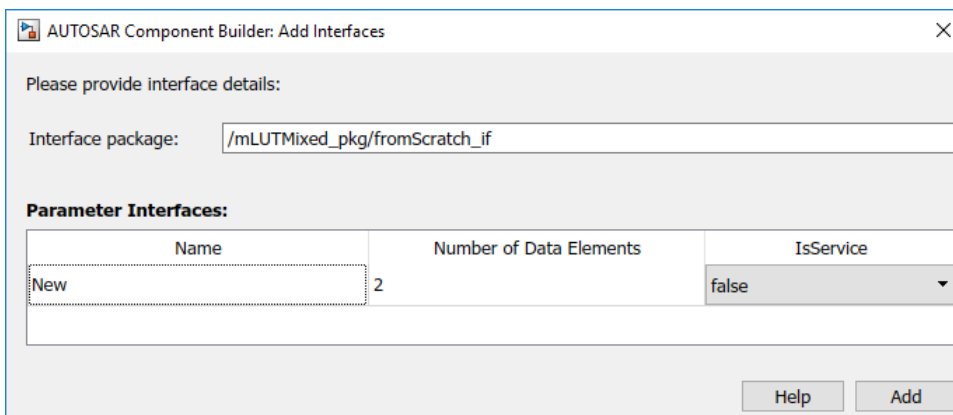 AUTOSAR Component Builder: Add Interfaces
Please provide interface details:
Interface package: /mLUTMixed_pkg/fromScratch_if
Parameter Interfaces:
Name Number of Data Elements IsService
New 2 false
Help Add